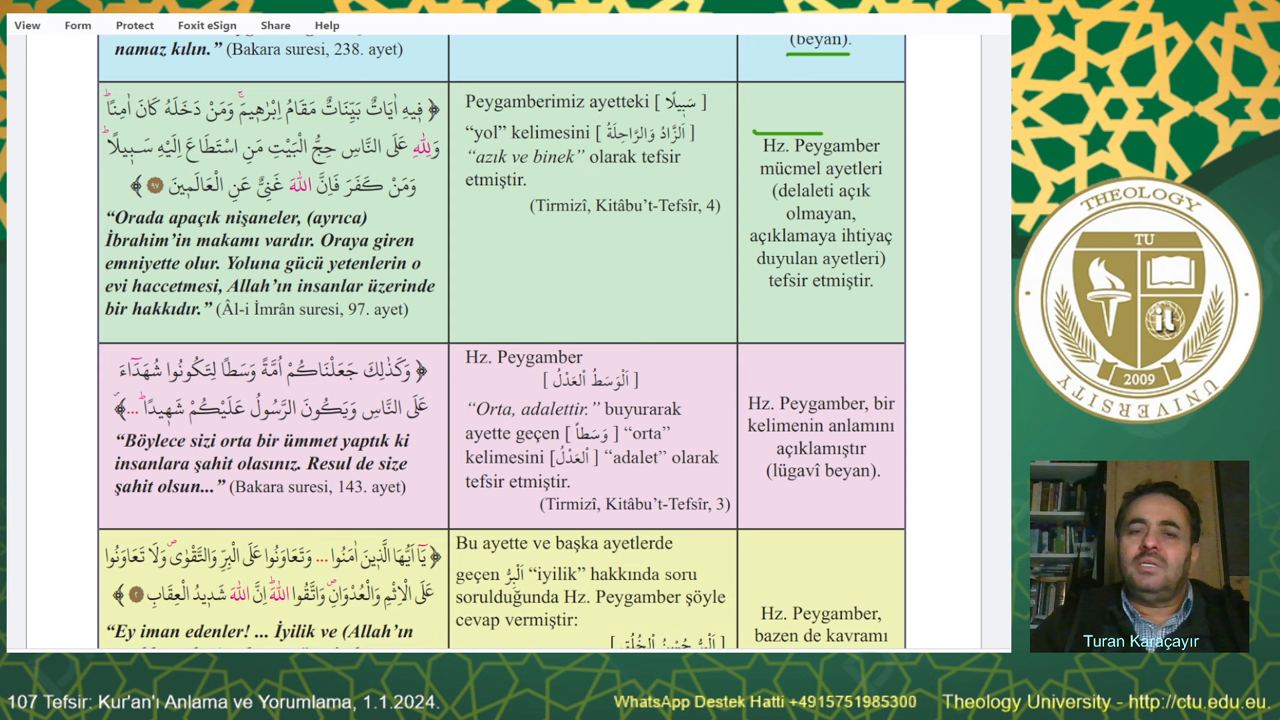 View Form Protect Foxit eSign Share Help
namaz kılın.” (Bakara suresi, 238. ayet)
(beyan).
﴿ فِيهِ اٰيَاتٌ بَيِّنَاتٌ مَقَامُ اِبْرٰهِيمَۚ وَمَنْ دَخَلَهُ كَانَ اٰمِنًاۜ
وَلِلّٰهِ عَلَى النَّاسِ حِجُّ الْبَيْتِ مَنِ اسْتَطَاعَ اِلَيْهِ سَبِيلًاۜ
وَمَنْ كَفَرَ فَاِنَّ اللّٰهَ غَنِيٌّ عَنِ الْعَالَمِينَ ٩٧ ﴾
“Orada apaçık nişaneler, (ayrıca)
İbrahim’in makamı vardır. Oraya giren
emniyette olur. Yoluna gücü yetenlerin o
evi haccetmesi, Allah’ın insanlar üzerinde
bir hakkıdır.” (Âl-i İmrân suresi, 97. ayet)
Peygamberimiz ayetteki [ سَبِيلًا ]
“yol” kelimesini [ اَلزَّادُ وَالرَّاحِلَةُ ]
“azık ve binek” olarak tefsir
etmiştir.
(Tirmizî, Kitâbu’t-Tefsîr, 4)
Hz. Peygamber
mücmel ayetleri
(delaleti açık
olmayan,
açıklamaya ihtiyaç
duyulan ayetleri)
tefsir etmiştir.
﴿ وَكَذٰلِكَ جَعَلْنَاكُمْ اُمَّةً وَسَطًا لِتَكُونُوا شُهَدَٓاءَ
عَلَى النَّاسِ وَيَكُونَ الرَّسُولُ عَلَيْكُمْ شَهِيدًاۜ ...﴾
“Böylece sizi orta bir ümmet yaptık ki
insanlara şahit olasınız. Resul de size
şahit olsun...” (Bakara suresi, 143. ayet)
Hz. Peygamber
[ اَلْوَسَطُ الْعَدْلُ ]
“Orta, adalettir.” buyurarak
ayette geçen [ وَسَطاً ] “orta”
kelimesini [اَلْعَدْلُ ] “adalet” olarak
tefsir etmiştir.
(Tirmizî, Kitâbu’t-Tefsîr, 3)
Hz. Peygamber, bir
kelimenin anlamını
açıklamıştır
(lügavî beyan).
﴿ يَٓا اَيُّهَا الَّذِينَ اٰمَنُوا ... وَتَعَاوَنُوا عَلَى الْبِرِّ وَالتَّقْوٰىۖ وَلَا تَعَاوَنُوا
عَلَى الْاِثْمِ وَالْعُدْوَانِۖ وَاتَّقُوا اللّٰهَۜ اِنَّ اللّٰهَ شَدِيدُ الْعِقَابِ ٢ ﴾
“Ey iman edenler! ... İyilik ve (Allah’ın
Bu ayette ve başka ayetlerde
geçen اَلْبِرُّ “iyilik” hakkında soru
sorulduğunda Hz. Peygamber şöyle
cevap vermiştir:
[ اَلْبِرُّ حُسْنُ الْخُلُقِ ]
Hz. Peygamber,
bazen de kavramı
THEOLOGY
TU
it
2009
UNIVERSITY
Turan Karaçayır
107 Tefsir: Kur'an'ı Anlama ve Yorumlama, 1.1.2024.
WhatsApp Destek Hatti +4915751985300
Theology University - http://ctu.edu.eu.